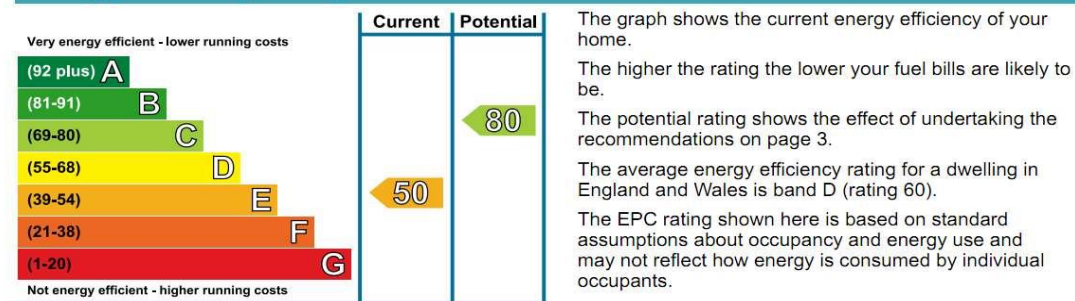 Current Potential
Very energy efficient - lower running costs
(92 plus) A
(81-91) B
(69-80) C
(55-68) D
(39-54) E
(21-38) F
(1-20) G
Not energy efficient - higher running costs
50
80
The graph shows the current energy efficiency of your
home.
The higher the rating the lower your fuel bills are likely to
be.
The potential rating shows the effect of undertaking the
recommendations on page 3.
The average energy efficiency rating for a dwelling in
England and Wales is band D (rating 60).
The EPC rating shown here is based on standard
assumptions about occupancy and energy use and
may not reflect how energy is consumed by individual
occupants.